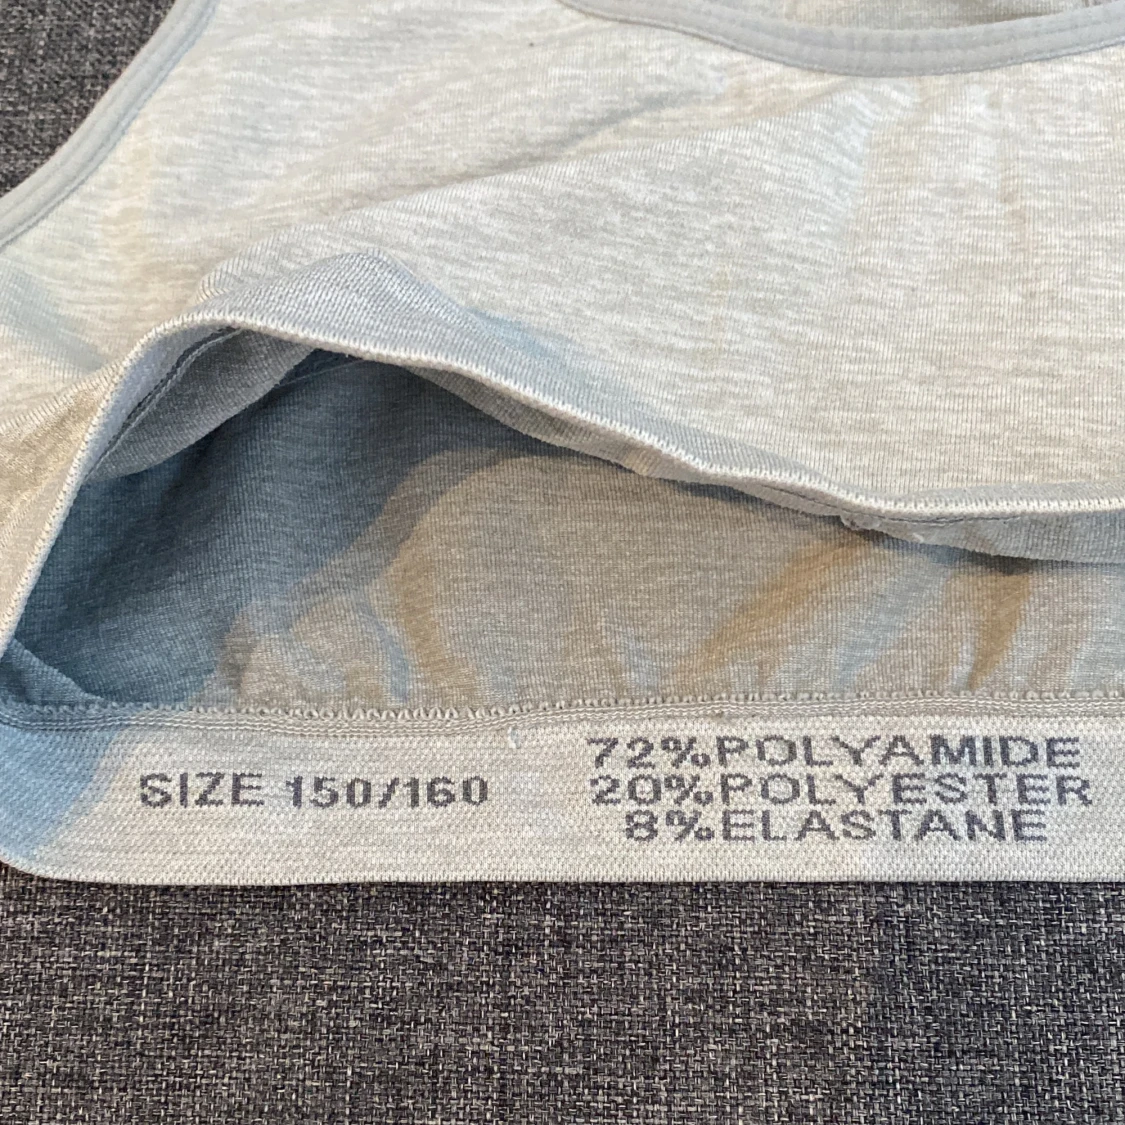 SIZE 150/160
72%POLYAMIDE
20%POLYESTER
8%ELASTANE